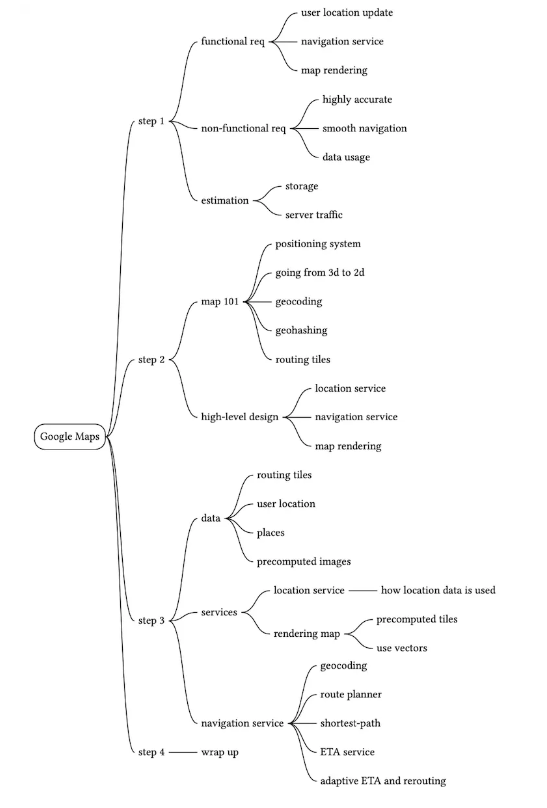 Google Maps
step 1
functional req
user location update
navigation service
map rendering
non-functional req
highly accurate
smooth navigation
data usage
estimation
storage
server traffic
step 2
map 101
positioning system
going from 3d to 2d
geocoding
geohashing
routing tiles
high-level design
location service
navigation service
map rendering
step 3
data
routing tiles
user location
places
precomputed images
services
location service
how location data is used
rendering map
precomputed tiles
use vectors
navigation service
geocoding
route planner
shortest-path
ETA service
adaptive ETA and rerouting
step 4
wrap up